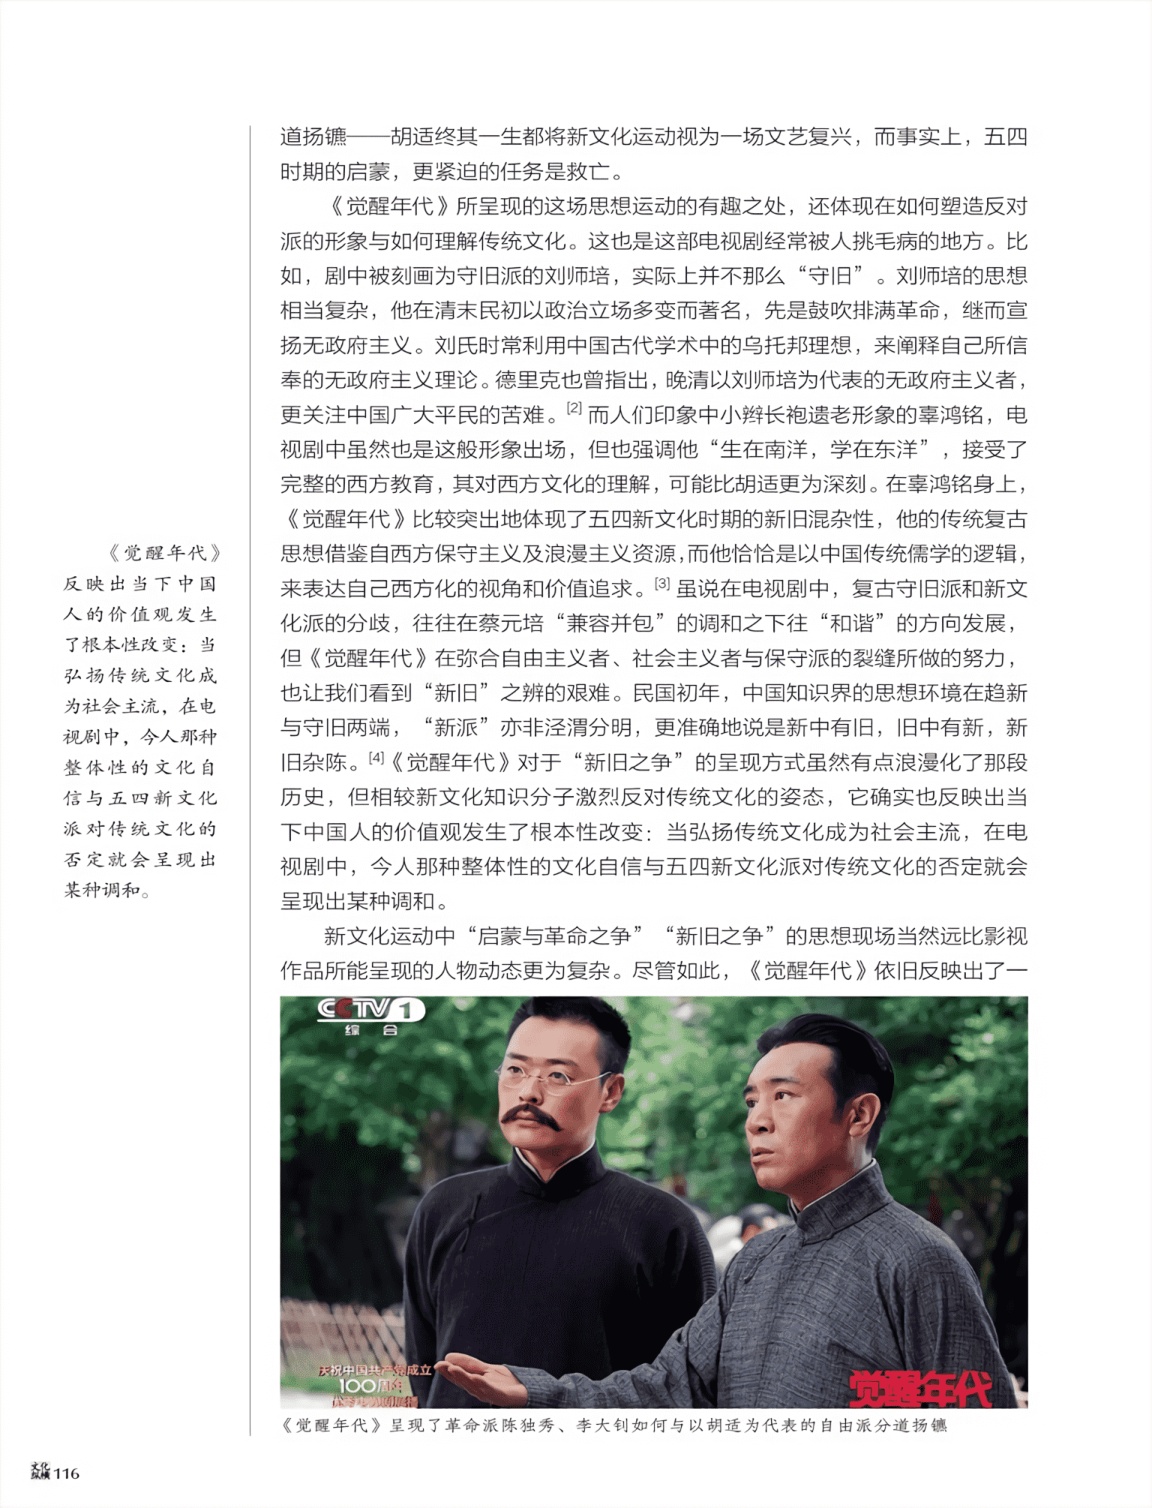 道扬镳——胡适终其一生都将新文化运动视为一场文艺复兴，而事实上，五四
时期的启蒙，更紧迫的任务是救亡。
《觉醒年代》所呈现的这场思想运动的有趣之处，还体现在如何塑造反对
派的形象与如何理解传统文化。这也是这部电视剧经常被人挑毛病的地方。比
如，剧中被刻画为守旧派的刘师培，实际上并不那么“守旧”。刘师培的思想
相当复杂，他在清末民初以政治立场多变而著名，先是鼓吹排满革命，继而宣
扬无政府主义。刘氏时常利用中国古代学术中的乌托邦理想，来阐释自己所信
奉的无政府主义理论。德里克也曾指出，晚清以刘师培为代表的无政府主义者，
更关注中国广大平民的苦难。[2] 而人们印象中小辫长袍遗老形象的辜鸿铭，电
视剧中虽然也是这般形象出场，但也强调他“生在南洋，学在东洋”，接受了
完整的西方教育，其对西方文化的理解，可能比胡适更为深刻。在辜鸿铭身上，
《觉醒年代》比较突出地体现了五四新文化时期的新旧混杂性，他的传统复古
思想借鉴自西方保守主义及浪漫主义资源，而他恰恰是以中国传统儒学的逻辑，
来表达自己西方化的视角和价值追求。[3] 虽说在电视剧中，复古守旧派和新文
化派的分歧，往往在蔡元培“兼容并包”的调和之下往“和谐”的方向发展，
但《觉醒年代》在弥合自由主义者、社会主义者与保守派的裂缝所做的努力，
也让我们看到“新旧”之辨的艰难。民国初年，中国知识界的思想环境在趋新
与守旧两端，“新派”亦非泾渭分明，更准确地说是新中有旧，旧中有新，新
旧杂陈。[4]《觉醒年代》对于“新旧之争”的呈现方式虽然有点浪漫化了那段
历史，但相较新文化知识分子激烈反对传统文化的姿态，它确实也反映出当
下中国人的价值观发生了根本性改变：当弘扬传统文化成为社会主流，在电
视剧中，今人那种整体性的文化自信与五四新文化派对传统文化的否定就会
呈现出某种调和。
新文化运动中“启蒙与革命之争”“新旧之争”的思想现场当然远比影视
作品所能呈现的人物动态更为复杂。尽管如此，《觉醒年代》依旧反映出了一
《觉醒年代》
反映出当下中国
人的价值观发生
了根本性改变：当
弘扬传统文化成
为社会主流，在电
视剧中，今人那种
整体性的文化自
信与五四新文化
派对传统文化的
否定就会呈现出
某种调和。
CCTV 1
综合
庆祝中国共产党成立
100周年
优秀电视剧展播
觉醒年代
《觉醒年代》呈现了革命派陈独秀、李大钊如何与以胡适为代表的自由派分道扬镳
文化
纵横 116